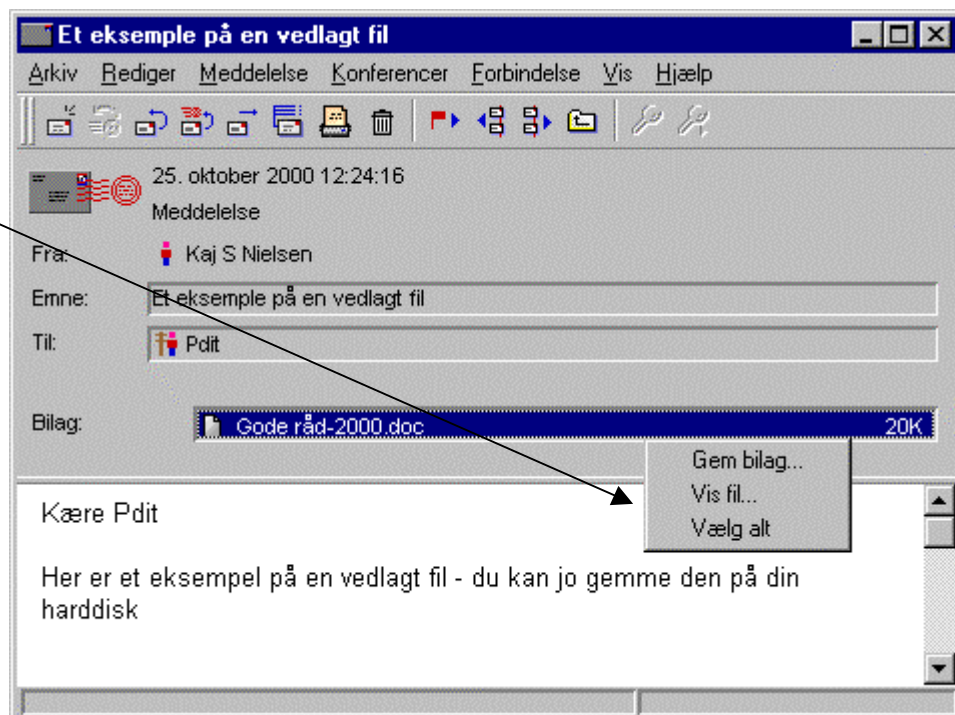 Et eksemple på en vedlagt fil
Arkiv Rediger Meddelelse Konferencer Forbindelse Vis Hjælp
25. oktober 2000 12:24:16
Meddelelse
Fra: Kaj S Nielsen
Emne: Et eksemple på en vedlagt fil
Til: Pdit
Bilag: Gode råd-2000.doc 20K
Gem bilag...
Vis fil...
Vælg alt
Kære Pdit
Her er et eksempel på en vedlagt fil - du kan jo gemme den på din
harddisk